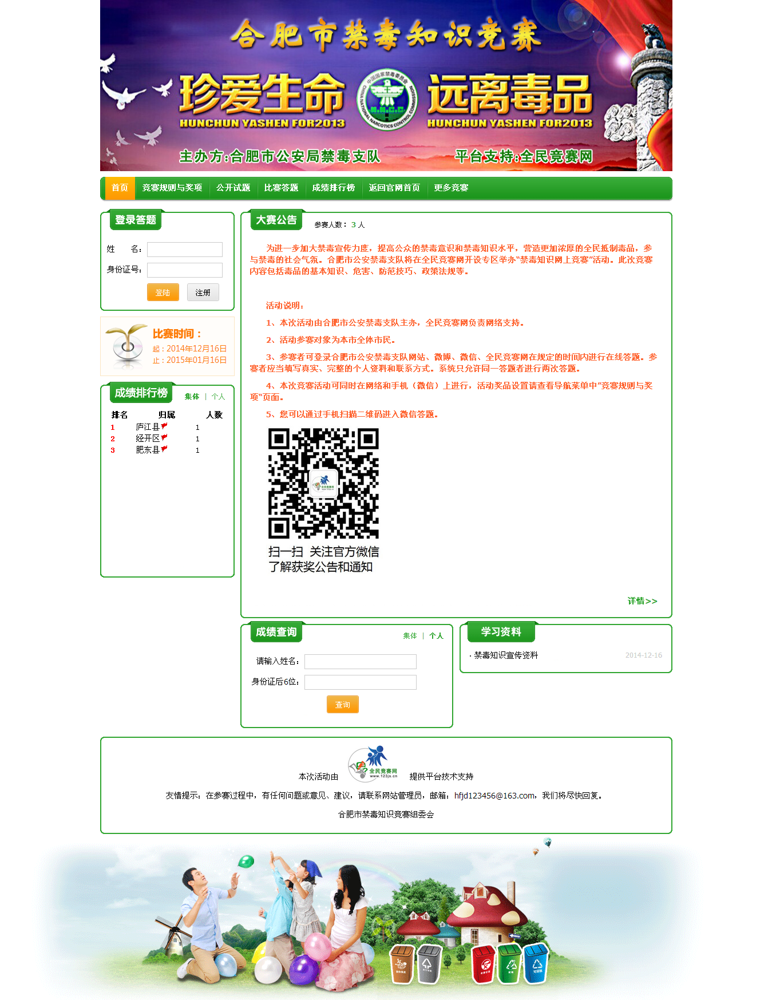 合肥市禁毒知识竞赛
珍爱生命 远离毒品
HUNCHUN YASHEN FOR2013 HUNCHUN YASHEN FOR2013
中国国家禁毒委员会
N.N.C.C
CHINA NATIONAL NARCOTICS CONTROL COMMISSION
主办方:合肥市公安局禁毒支队 平台支持:全民竞赛网
首页 竞赛规则与奖项 公开试题 比赛答题 成绩排行榜 返回官网首页 更多竞赛
登录答题
姓 名：
身份证号：
登陆 注册
比赛时间：
起：2014年12月16日
止：2015年01月16日
成绩排行榜 集体 | 个人
排名 归属 人数
1 庐江县 1
2 经开区 1
3 肥东县 1
大赛公告 参赛人数： 3 人
为进一步加大禁毒宣传力度，提高公众的禁毒意识和禁毒知识水平，营造更加浓厚的全民抵制毒品，参
与禁毒的社会气氛。合肥市公安禁毒支队将在全民竞赛网开设专区举办“禁毒知识网上竞赛”活动。此次竞赛
内容包括毒品的基本知识、危害、防范技巧、政策法规等。
活动说明：
1、本次活动由合肥市公安禁毒支队主办，全民竞赛网负责网络支持。
2、活动参赛对象为本市全体市民。
3、参赛者可登录合肥市公安禁毒支队网站、微博、微信、全民竞赛网在规定的时间内进行在线答题。参
赛者应当填写真实、完整的个人资料和联系方式。系统只允许同一答题者进行两次答题。
4、本次竞赛活动可同时在网络和手机（微信）上进行，活动奖品设置请查看导航菜单中”竞赛规则与奖
项“页面。
5、您可以通过手机扫描二维码进入微信答题。
全民竞赛网
www.123js.cn
扫一扫 关注官方微信
了解获奖公告和通知
详情>>
成绩查询 集体 | 个人
请输入姓名：
身份证后6位：
查询
学习资料
· 禁毒知识宣传资料 2014-12-16
本次活动由 全民竞赛网 www.123js.cn 提供平台技术支持
友情提示：在参赛过程中，有任何问题或意见、建议，请联系网站管理员，邮箱：hfjd123456@163.com，我们将尽快回复。
合肥市禁毒知识竞赛组委会